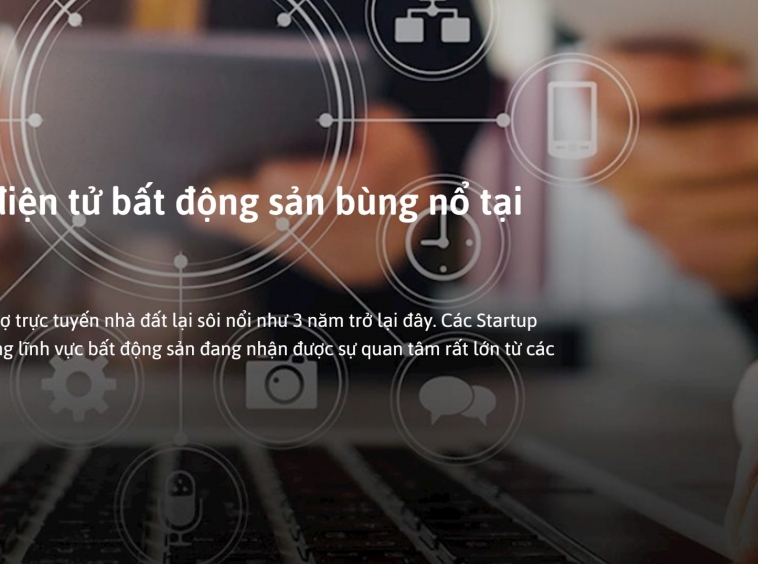 điện tử bất động sản bùng nổ tại
ợ trực tuyến nhà đất lại sôi nổi như 3 năm trở lại đây. Các Startup
ng lĩnh vực bất động sản đang nhận được sự quan tâm rất lớn từ các